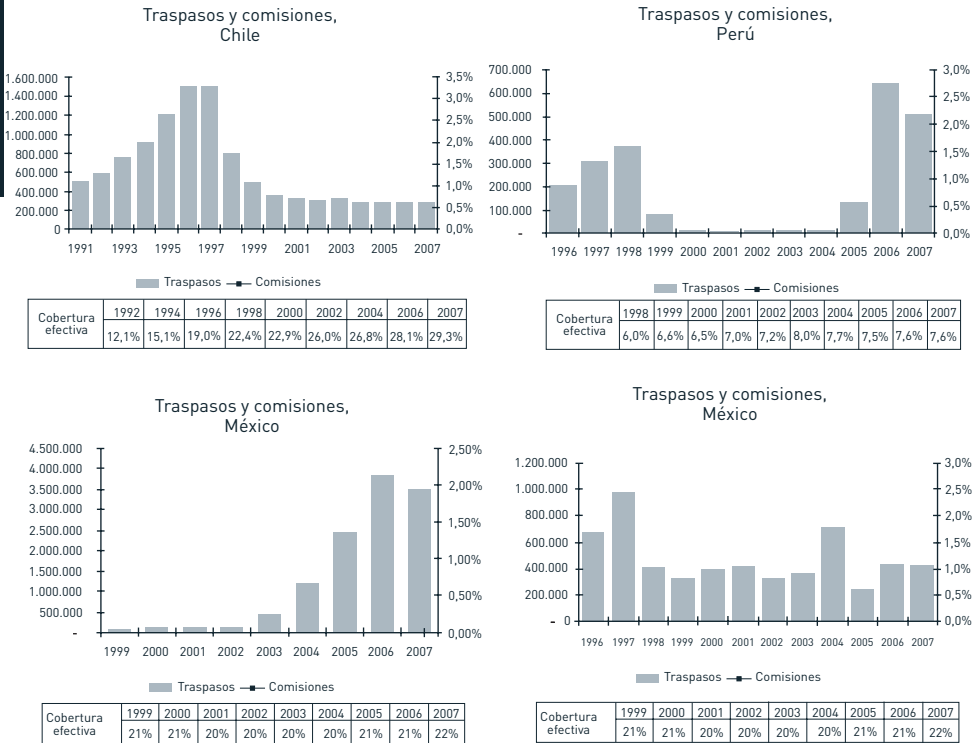 Traspasos y comisiones,
Chile
1.600.000
1.400.000
1.200.000
1.000.000
800.000
600.000
400.000
200.000
0
3,5%
3,0%
2,5%
2,0%
1,5%
1,0%
0,5%
0,0%
1991 1993 1995 1997 1999 2001 2003 2005 2007
Traspasos Comisiones
Cobertura efectiva
1992 1994 1996 1998 2000 2002 2004 2006 2007
12,1% 15,1% 19,0% 22,4% 22,9% 26,0% 26,8% 28,1% 29,3%
Traspasos y comisiones,
Perú
700.000
600.000
500.000
400.000
300.000
200.000
100.000
-
3,0%
2,5%
2,0%
1,5%
1,0%
0,5%
0,0%
1996 1997 1998 1999 2000 2001 2002 2003 2004 2005 2006 2007
Traspasos Comisiones
Cobertura efectiva
1998 1999 2000 2001 2002 2003 2004 2005 2006 2007
6,0% 6,6% 6,5% 7,0% 7,2% 8,0% 7,7% 7,5% 7,6% 7,6%
Traspasos y comisiones,
México
4.500.000
4.000.000
3.500.000
3.000.000
2.500.000
2.000.000
1.500.000
1.000.000
500.000
-
2,50%
2,00%
1,50%
1,00%
0,50%
0,00%
1999 2000 2001 2002 2003 2004 2005 2006 2007
Traspasos Comisiones
Cobertura efectiva
1999 2000 2001 2002 2003 2004 2005 2006 2007
21% 21% 20% 20% 20% 20% 21% 21% 22%
Traspasos y comisiones,
México
1.200.000
1.000.000
800.000
600.000
400.000
200.000
- 0
3,0%
2,5%
2,0%
1,5%
1,0%
0,5%
0,0%
1996 1997 1998 1999 2000 2001 2002 2003 2004 2005 2006 2007
Traspasos Comisiones
Cobertura efectiva
1999 2000 2001 2002 2003 2004 2005 2006 2007
21% 21% 20% 20% 20% 20% 21% 21% 22%